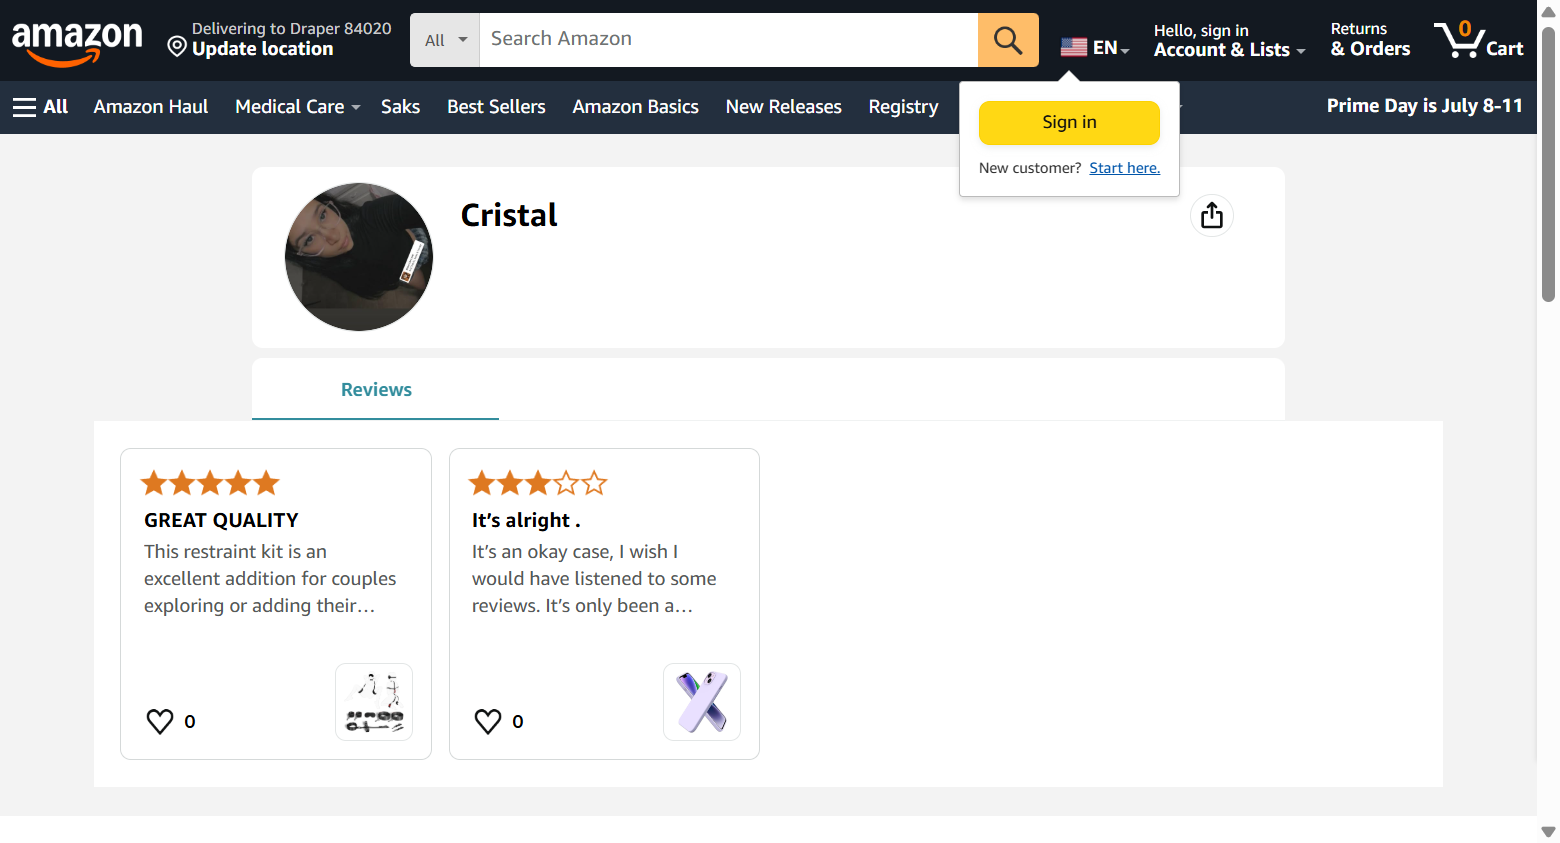 amazon
Delivering to Draper 84020
Update location
All
Search Amazon
EN
Hello, sign in
Account & Lists
Returns
& Orders
0
Cart
All
Amazon Haul
Medical Care
Saks
Best Sellers
Amazon Basics
New Releases
Registry
Prime Day is July 8-11
Sign in
New customer? Start here.
Cristal
Reviews
GREAT QUALITY
This restraint kit is an
excellent addition for couples
exploring or adding their…
0
It’s alright .
It’s an okay case, I wish I
would have listened to some
reviews. It’s only been a…
0